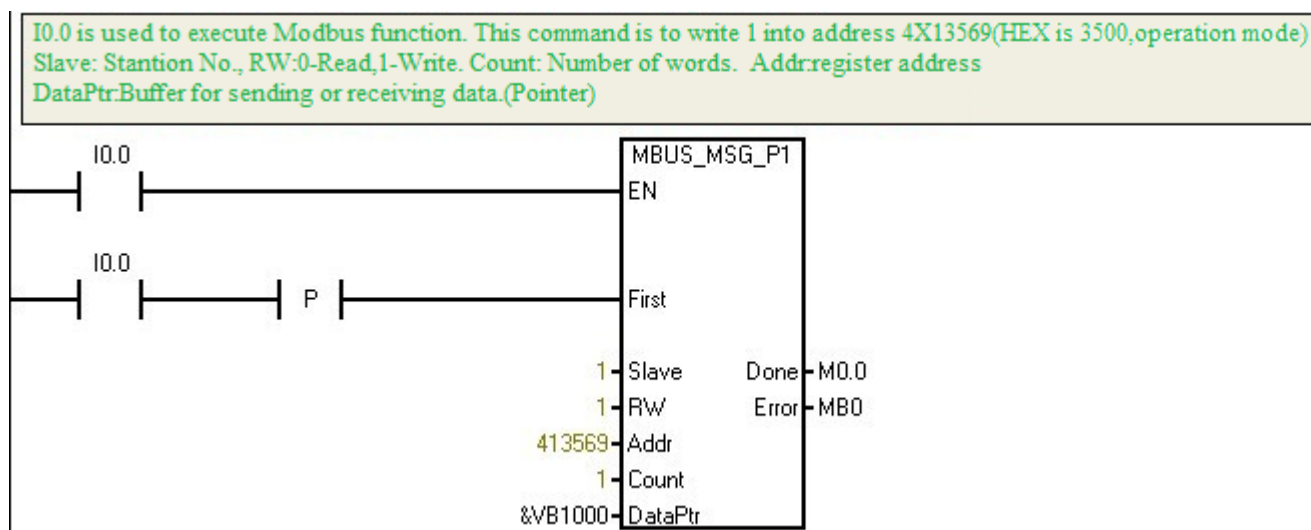 I0.0 is used to execute Modbus function. This command is to write 1 into address 4X13569(HEX is 3500,operation mode)
Slave: Stantion No., RW:0-Read,1-Write. Count: Number of words.  Addr:register address
DataPtr:Buffer for sending or receiving data.(Pointer)
I0.0
MBUS_MSG_P1
EN
I0.0
P
First
1 Slave Done M0.0
1 RW Error MB0
413569 Addr
1 Count
&VB1000 DataPtr